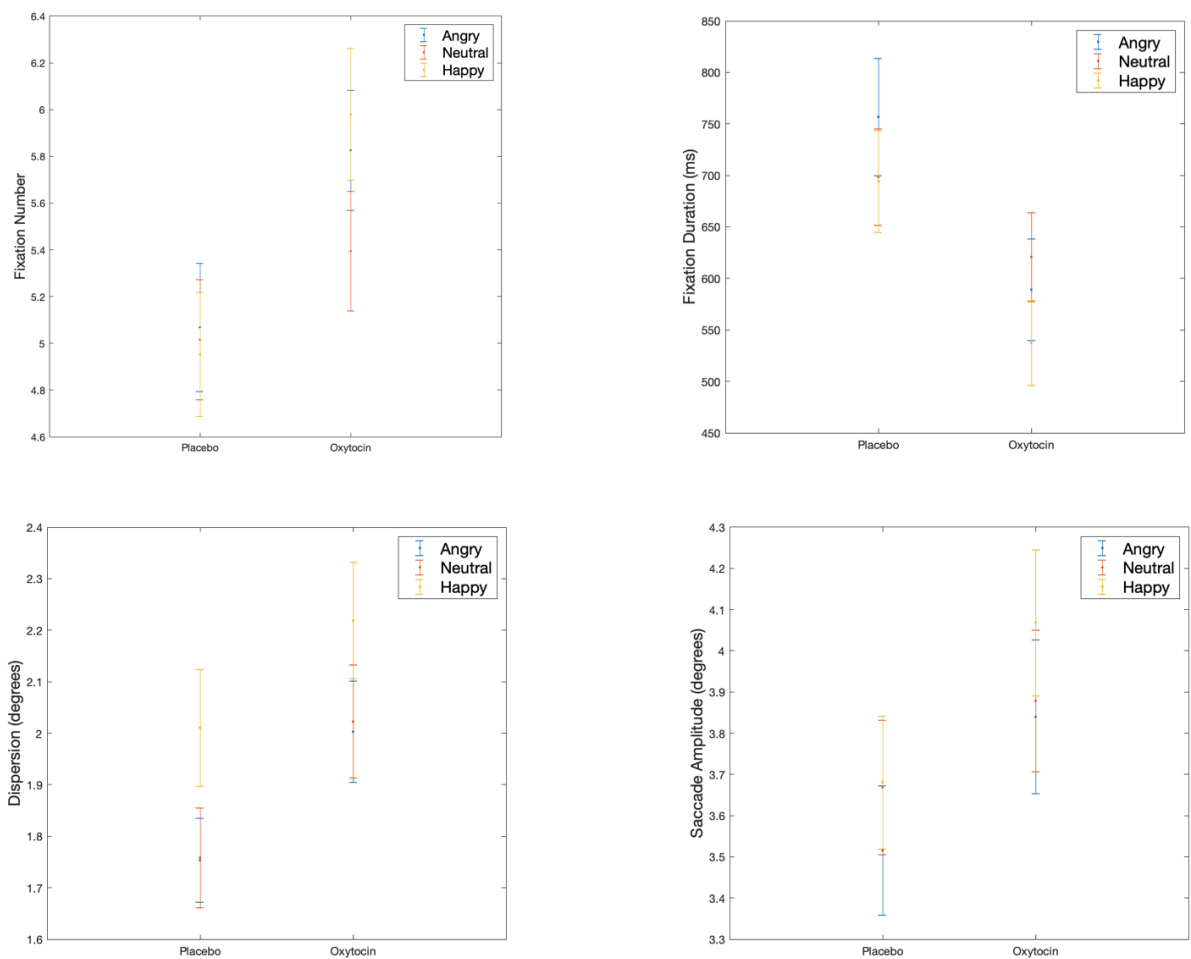 6.4
6.2
6
5.8
5.6
5.4
5.2
5
4.8
4.6
Fixation Number
Placebo
Oxytocin
Angry
Neutral
Happy
850
800
750
700
650
600
550
500
450
Fixation Duration (ms)
Placebo
Oxytocin
Angry
Neutral
Happy
2.4
2.3
2.2
2.1
2
1.9
1.8
1.7
1.6
Dispersion (degrees)
Placebo
Oxytocin
Angry
Neutral
Happy
4.3
4.2
4.1
4
3.9
3.8
3.7
3.6
3.5
3.4
3.3
Saccade Amplitude (degrees)
Placebo
Oxytocin
Angry
Neutral
Happy